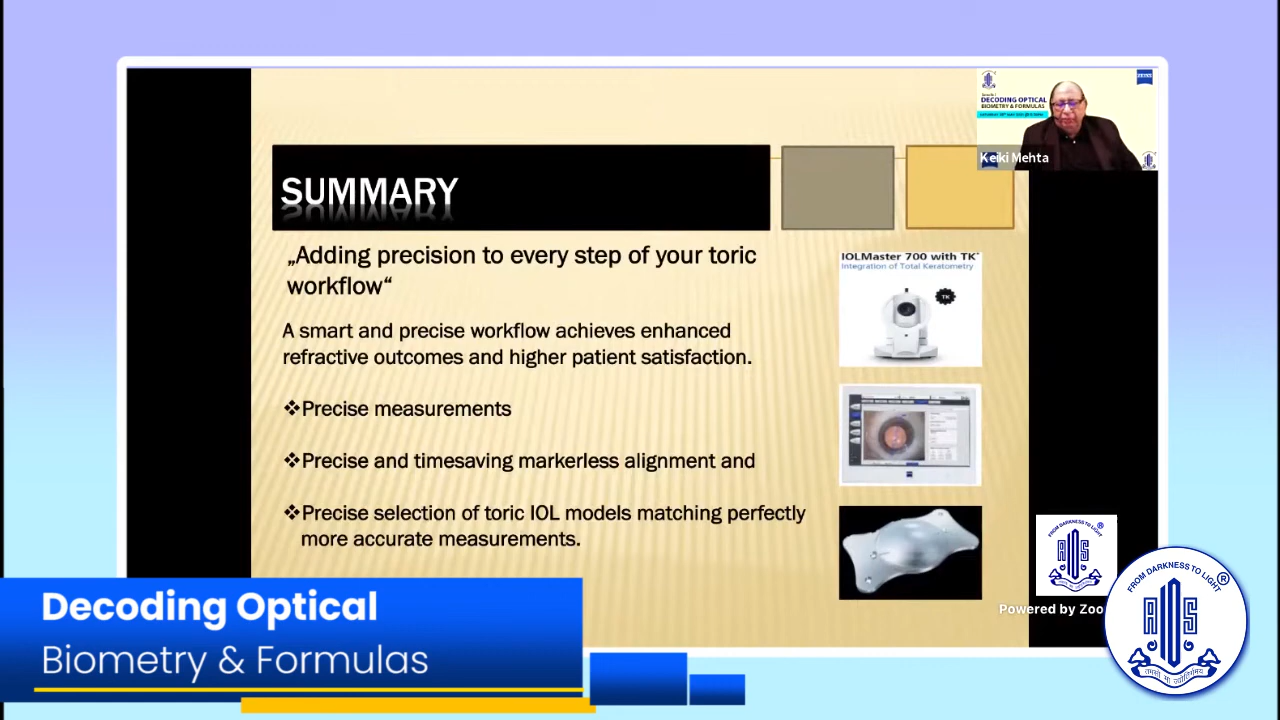 SUMMARY
„Adding precision to every step of your toric
workflow“
A smart and precise workflow achieves enhanced
refractive outcomes and higher patient satisfaction.
❖Precise measurements
❖Precise and timesaving markerless alignment and
❖Precise selection of toric IOL models matching perfectly
more accurate measurements.
IOLMaster 700 with TK
Integration of Total Keratometry
TK
ZEISS
DECODING OPTICAL
BIOMETRY & FORMULAS
Keiki Mehta
FROM DARKNESS TO LIGHT ®
Powered by Zoo
FROM DARKNESS TO LIGHT ®
AIS
तमसो मा ज्योतिर्गमय
Decoding Optical
Biometry & Formulas